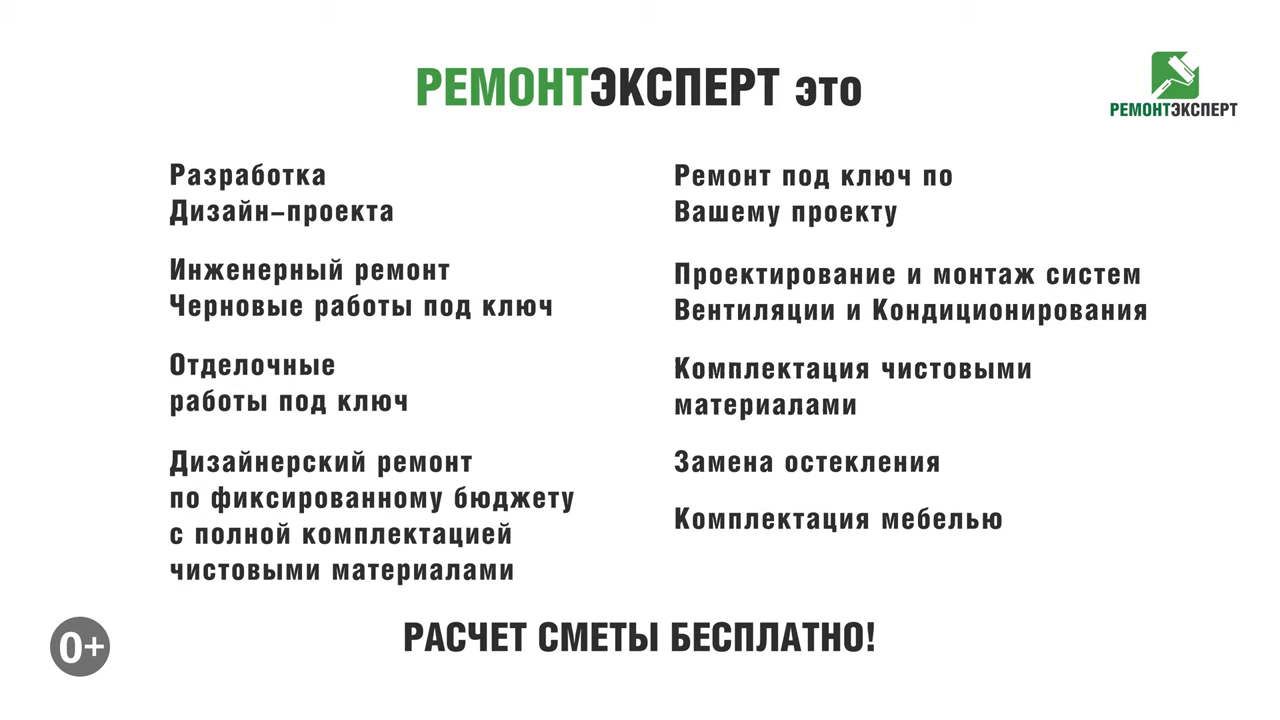 РЕМОНТЭКСПЕРТ это
РЕМОНТЭКСПЕРТ
Разработка
Дизайн-проекта
Инженерный ремонт
Черновые работы под ключ
Отделочные
работы под ключ
Дизайнерский ремонт
по фиксированному бюджету
с полной комплектацией
чистовыми материалами
Ремонт под ключ по
Вашему проекту
Проектирование и монтаж систем
Вентиляции и Кондиционирования
Комплектация чистовыми
материалами
Замена остекления
Комплектация мебелью
РАСЧЕТ СМЕТЫ БЕСПЛАТНО!
0+